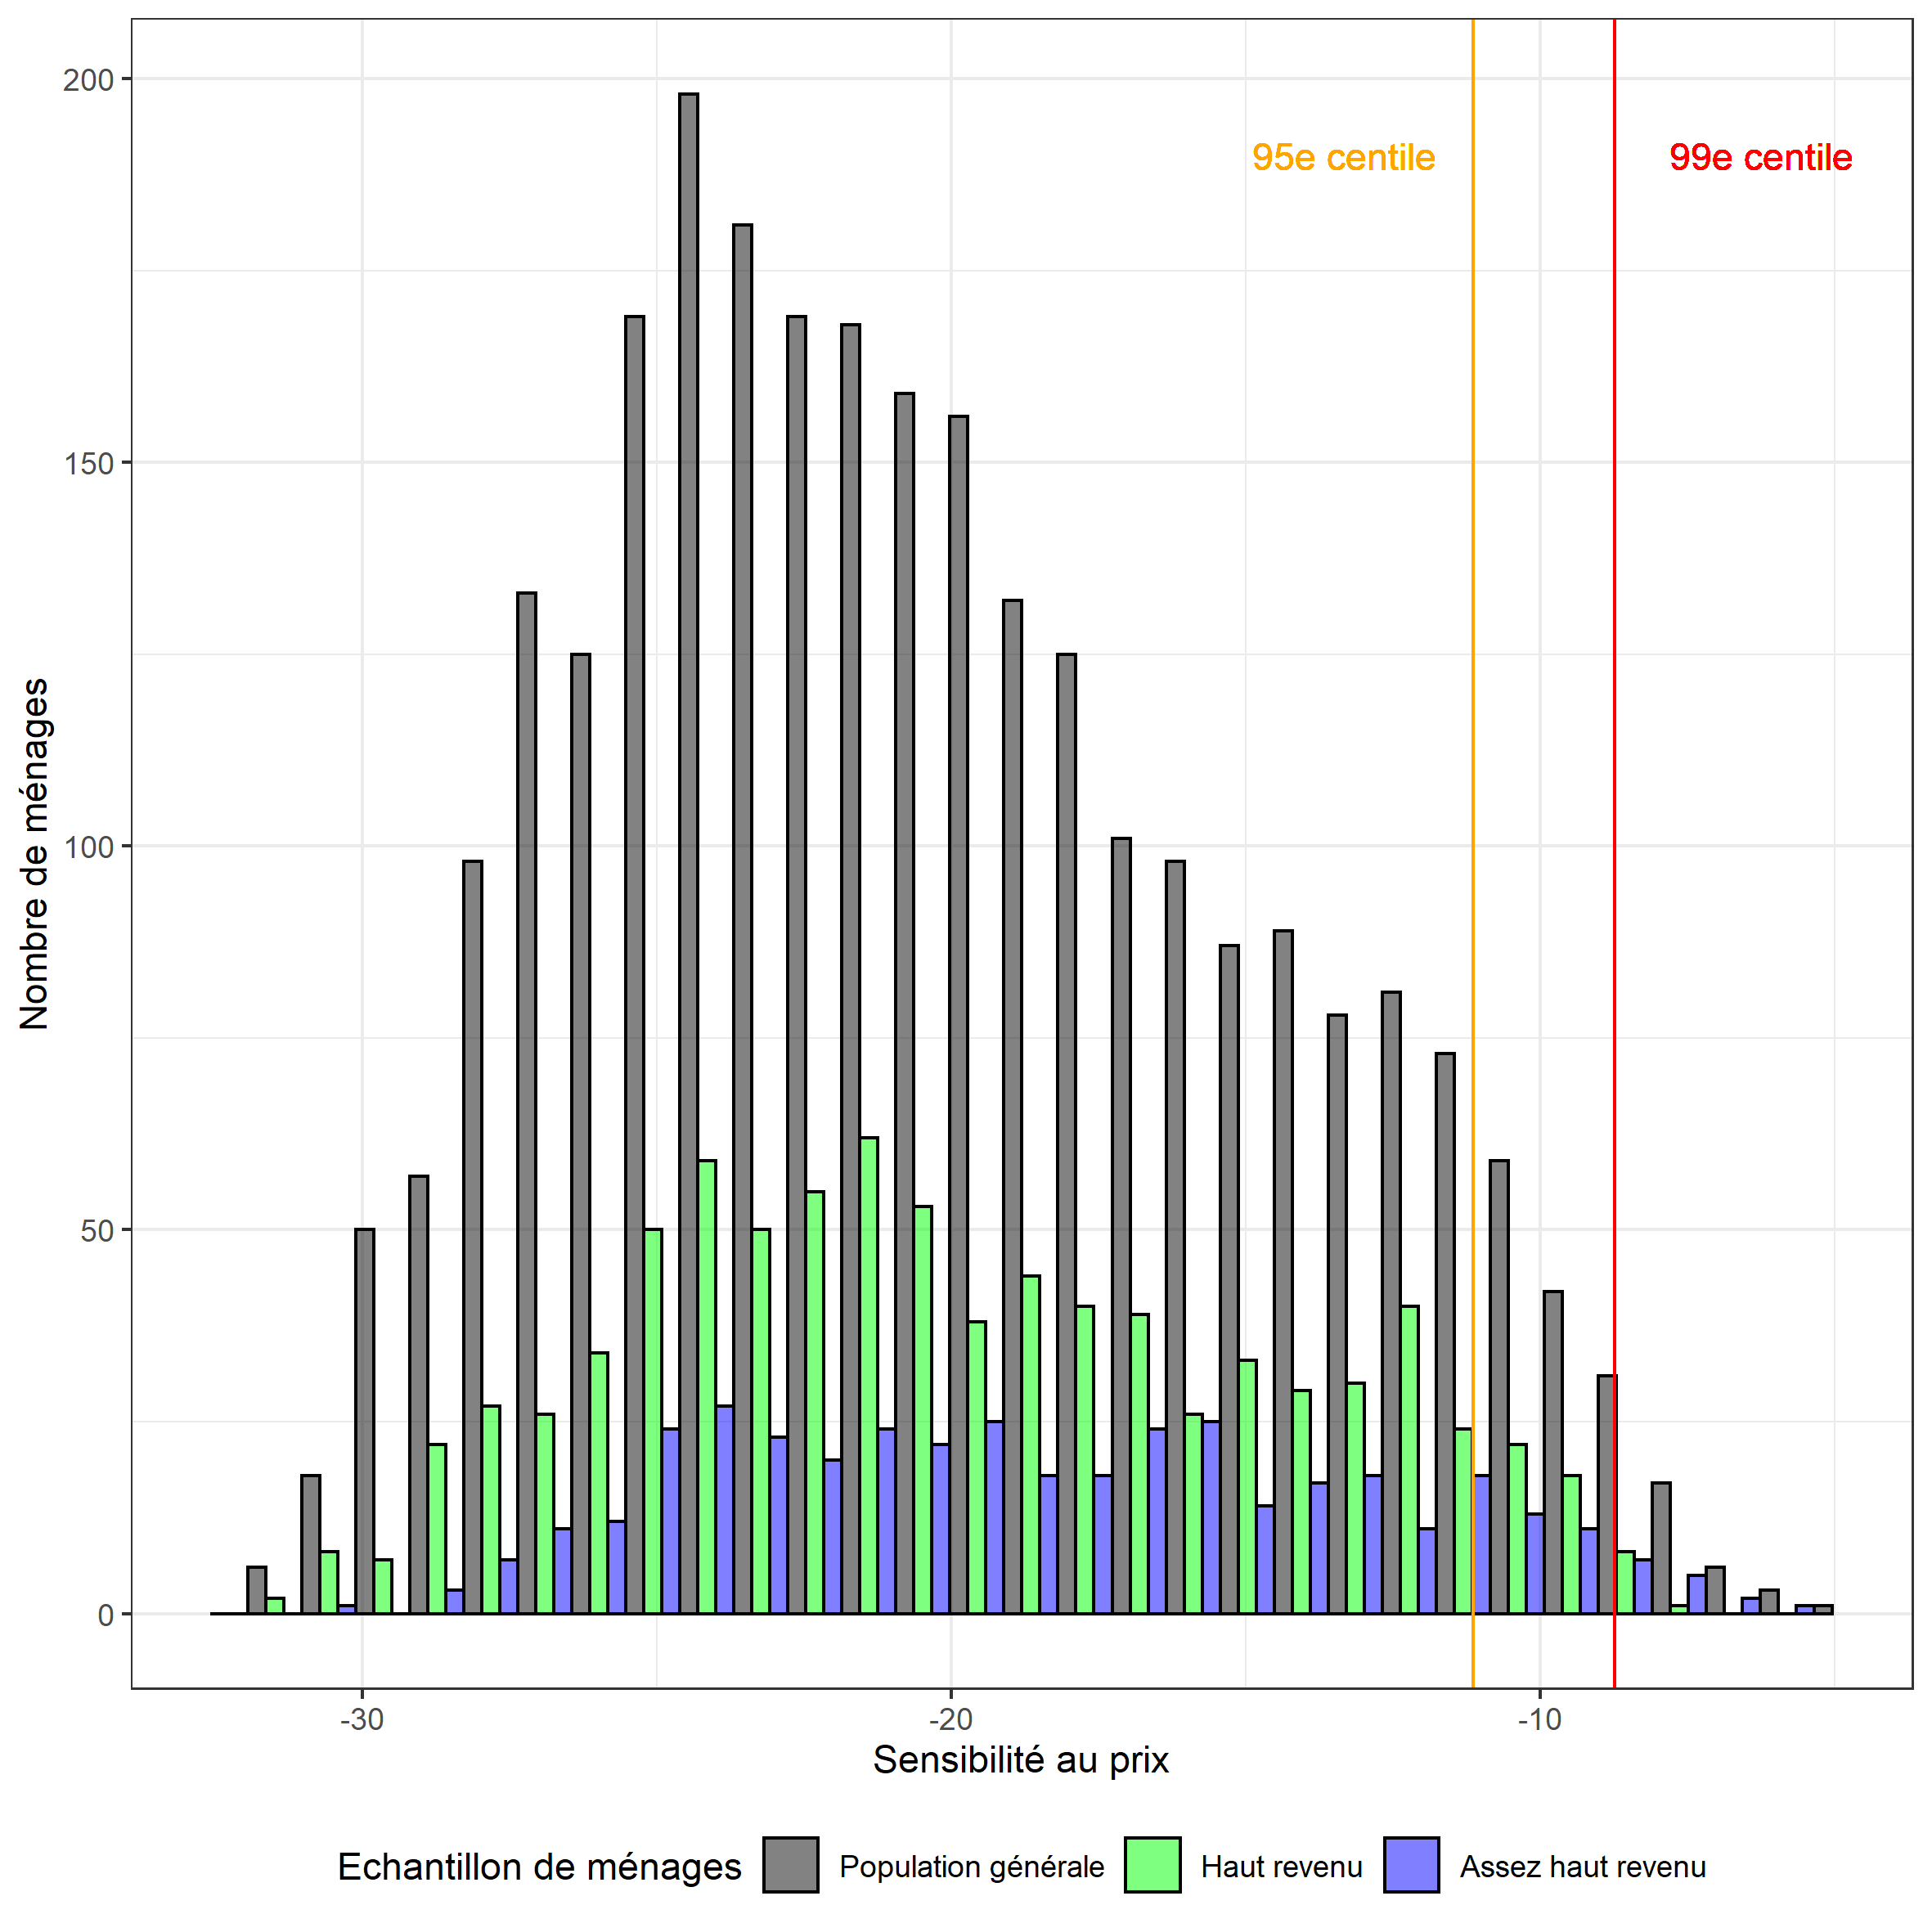 200
150
100
50
0
Nombre de ménages
95e centile
99e centile
-30
-20
-10
Sensibilité au prix
Echantillon de ménages
Population générale
Haut revenu
Assez haut revenu